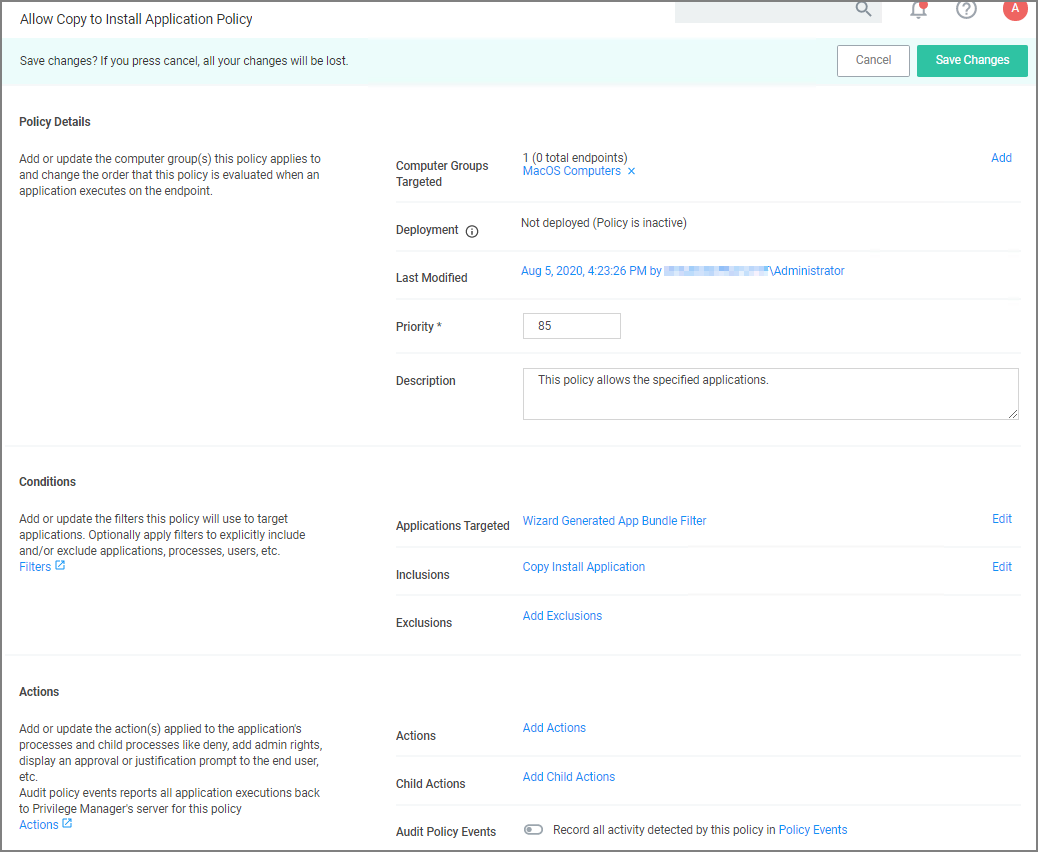 Allow Copy to Install Application Policy
A
Save changes? If you press cancel, all your changes will be lost.
Cancel
Save Changes
Policy Details
Add or update the computer group(s) this policy applies to
and change the order that this policy is evaluated when an
application executes on the endpoint.
Computer Groups
Targeted
1 (0 total endpoints)
MacOS Computers ×
Add
Deployment
Not deployed (Policy is inactive)
Last Modified
Aug 5, 2020, 4:23:26 PM by \Administrator
Priority *
85
Description
This policy allows the specified applications.
Conditions
Add or update the filters this policy will use to target
applications. Optionally apply filters to explicitly include
and/or exclude applications, processes, users, etc.
Filters
Applications Targeted
Wizard Generated App Bundle Filter
Edit
Inclusions
Copy Install Application
Edit
Exclusions
Add Exclusions
Actions
Add or update the action(s) applied to the application's
processes and child processes like deny, add admin rights,
display an approval or justification prompt to the end user,
etc.
Audit policy events reports all application executions back
to Privilege Manager's server for this policy
Actions
Actions
Add Actions
Child Actions
Add Child Actions
Audit Policy Events
Record all activity detected by this policy in Policy Events